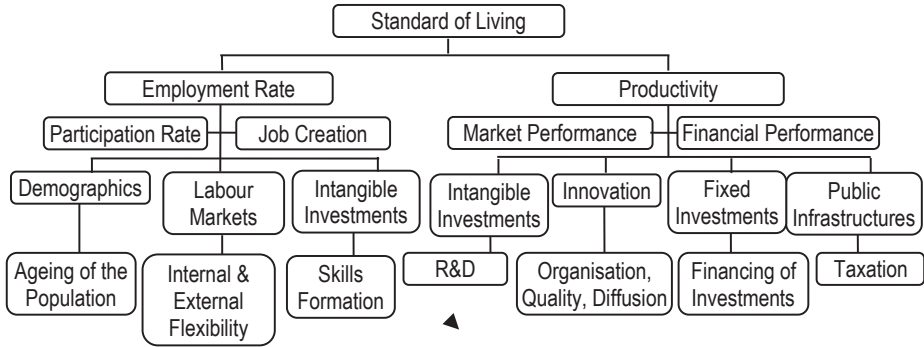 Standard of Living
Employment Rate
Productivity
Participation Rate
Job Creation
Market Performance
Financial Performance
Demographics
Labour
Markets
Intangible
Investments
Intangible
Investments
Innovation
Fixed
Investments
Public
Infrastructures
Ageing of the
Population
Internal &
External
Flexibility
Skills
Formation
R&D
Organisation,
Quality, Diffusion
Financing of
Investments
Taxation